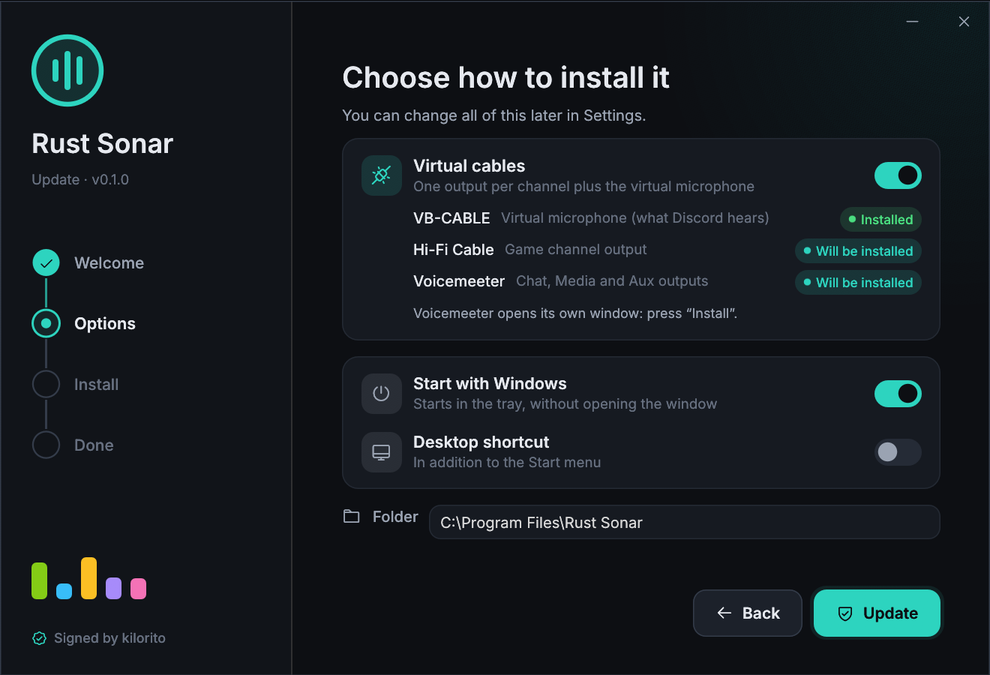 Rust Sonar
Update · v0.1.0
Welcome
Options
Install
Done
Signed by kilorito
Choose how to install it
You can change all of this later in Settings.
Virtual cables
One output per channel plus the virtual microphone
VB-CABLE Virtual microphone (what Discord hears) Installed
Hi-Fi Cable Game channel output Will be installed
Voicemeeter Chat, Media and Aux outputs Will be installed
Voicemeeter opens its own window: press “Install”.
Start with Windows
Starts in the tray, without opening the window
Desktop shortcut
In addition to the Start menu
Folder C:\Program Files\Rust Sonar
Back Update